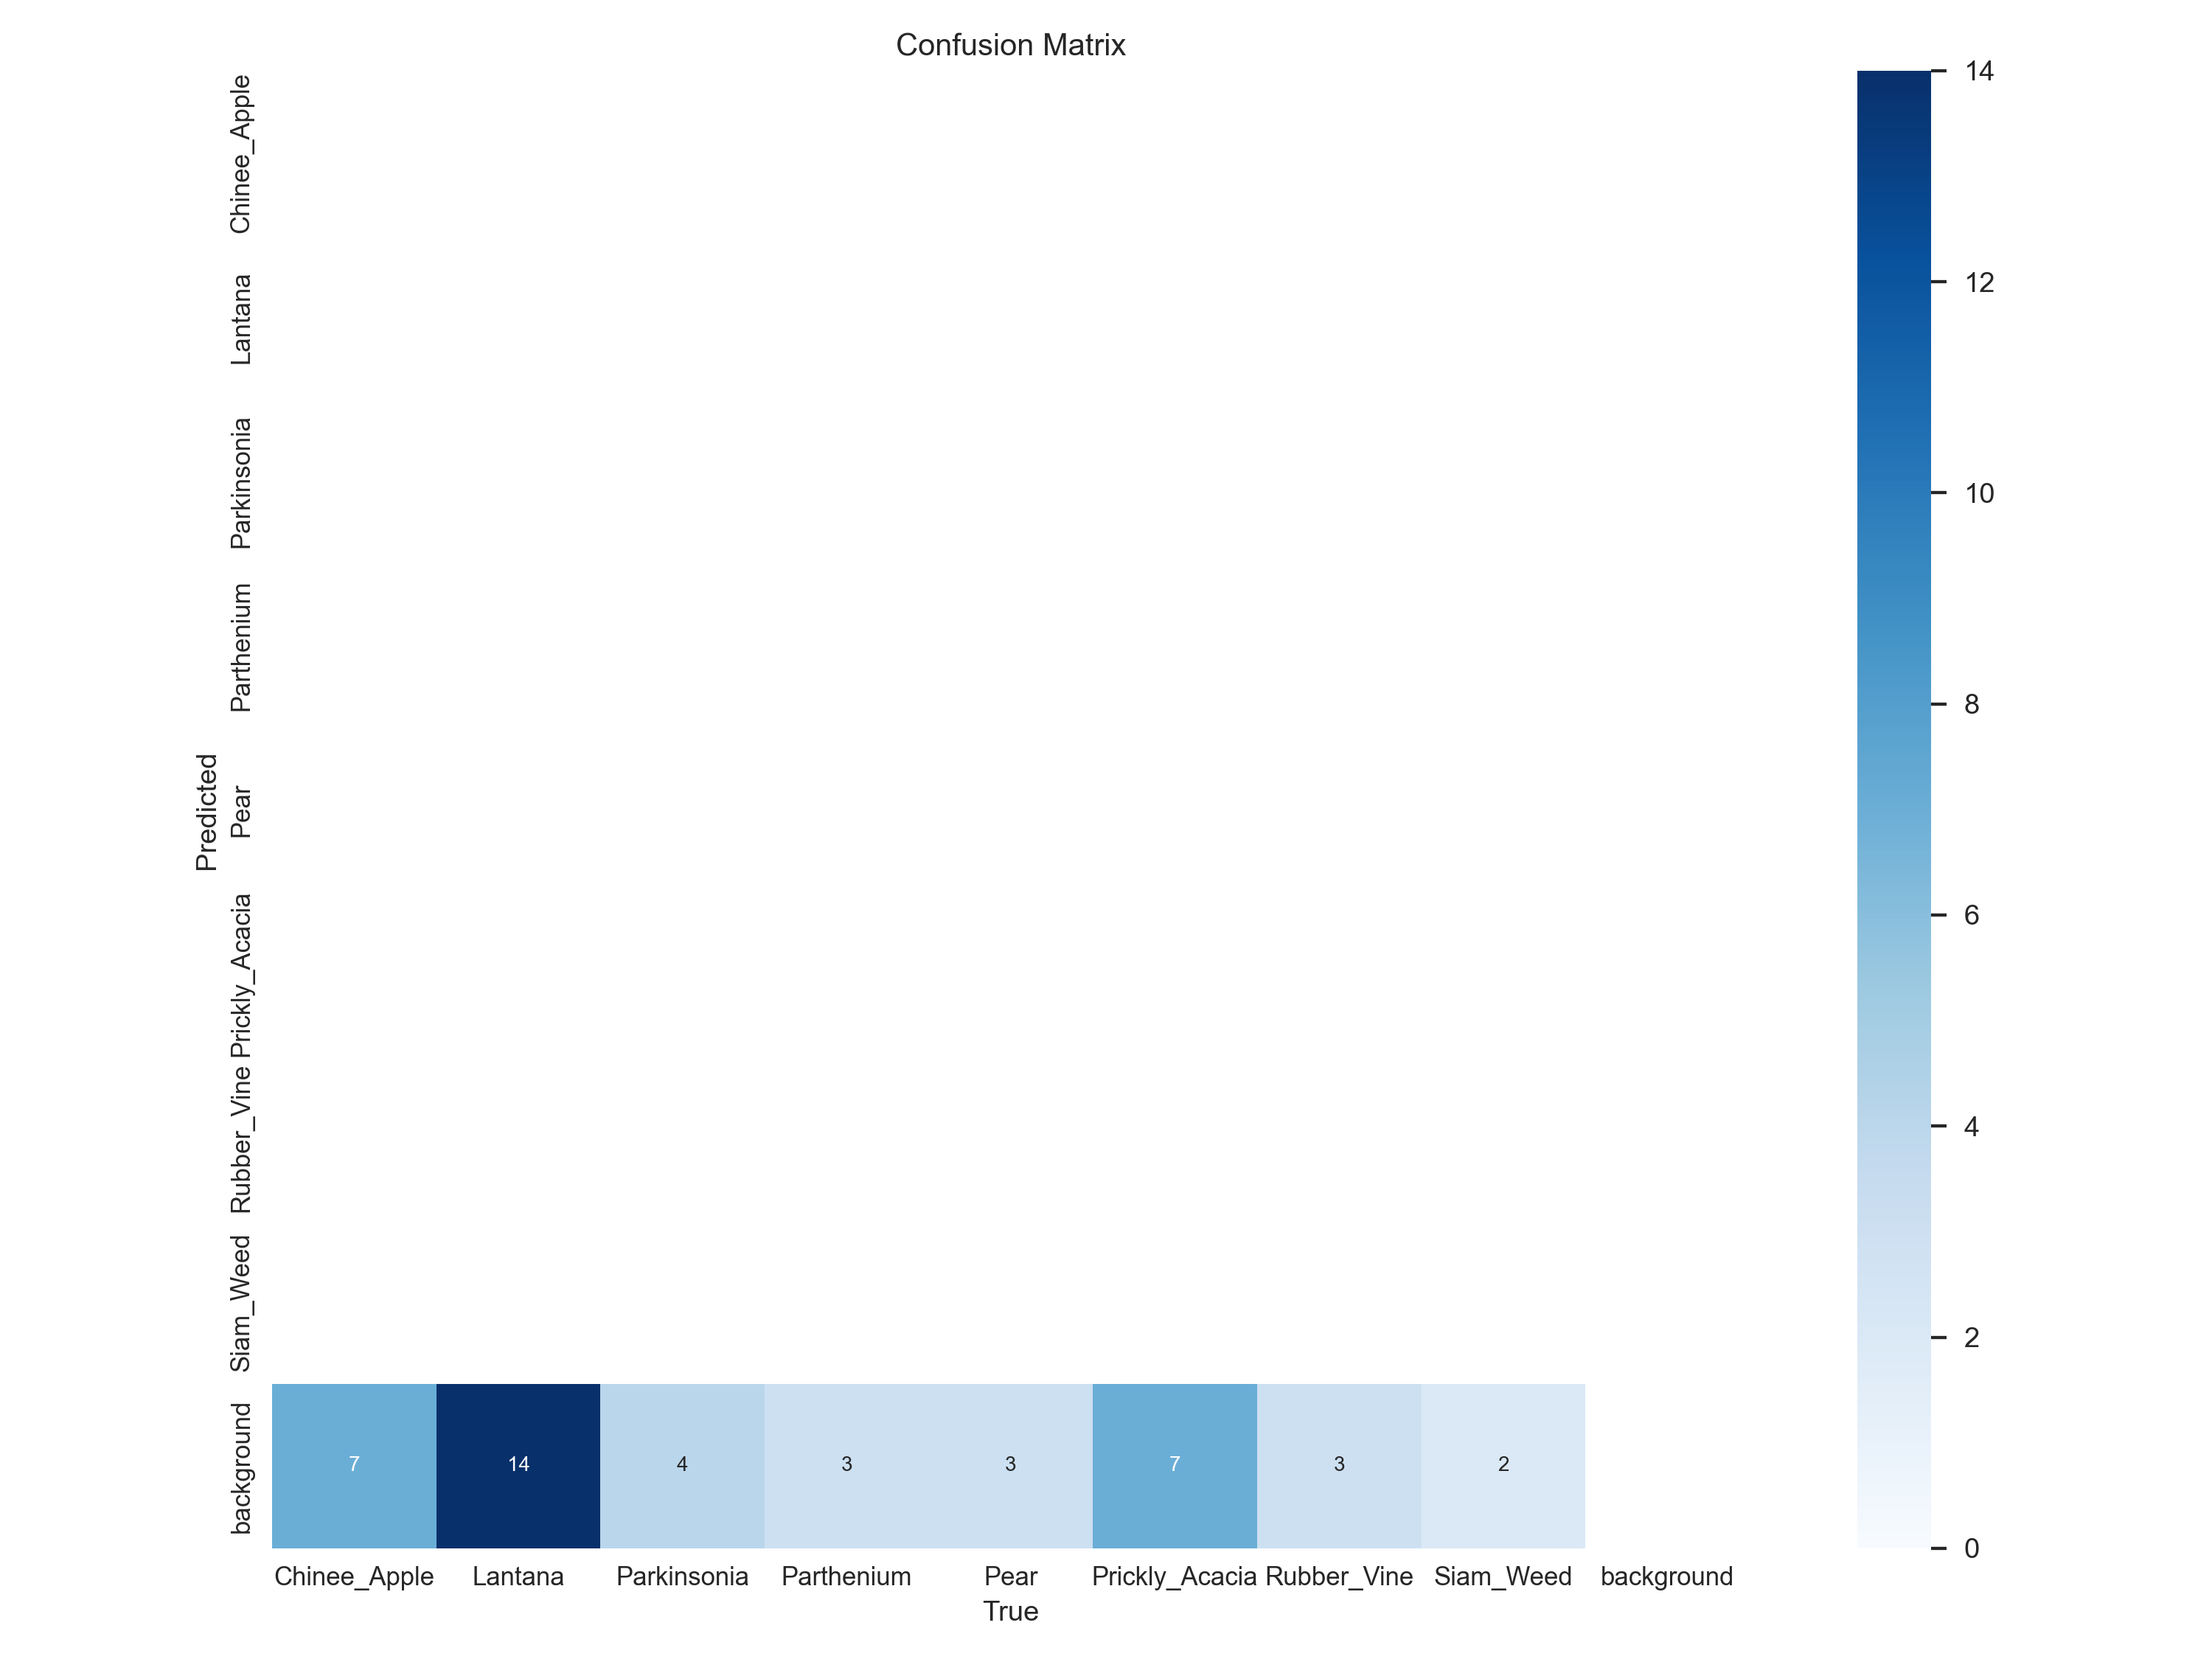 Confusion Matrix
Chinee_Apple
Lantana
Parkinsonia
Parthenium
Pear
Prickly_Acacia
Rubber_Vine
Siam_Weed
background
Predicted
7 14 4 3 3 7 3 2
Chinee_Apple Lantana Parkinsonia Parthenium Pear Prickly_Acacia Rubber_Vine Siam_Weed background
True
14
12
10
8
6
4
2
0